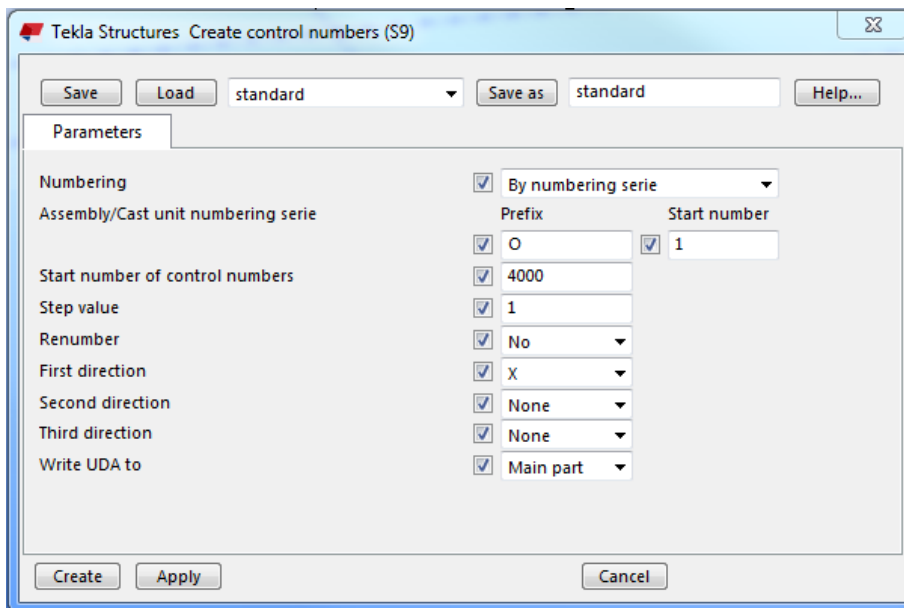 Tekla Structures Create control numbers (S9)
Save Load standard Save as standard Help...
Parameters
Numbering By numbering serie
Assembly/Cast unit numbering serie Prefix Start number
O 1
Start number of control numbers 4000
Step value 1
Renumber No
First direction X
Second direction None
Third direction None
Write UDA to Main part
Create Apply Cancel